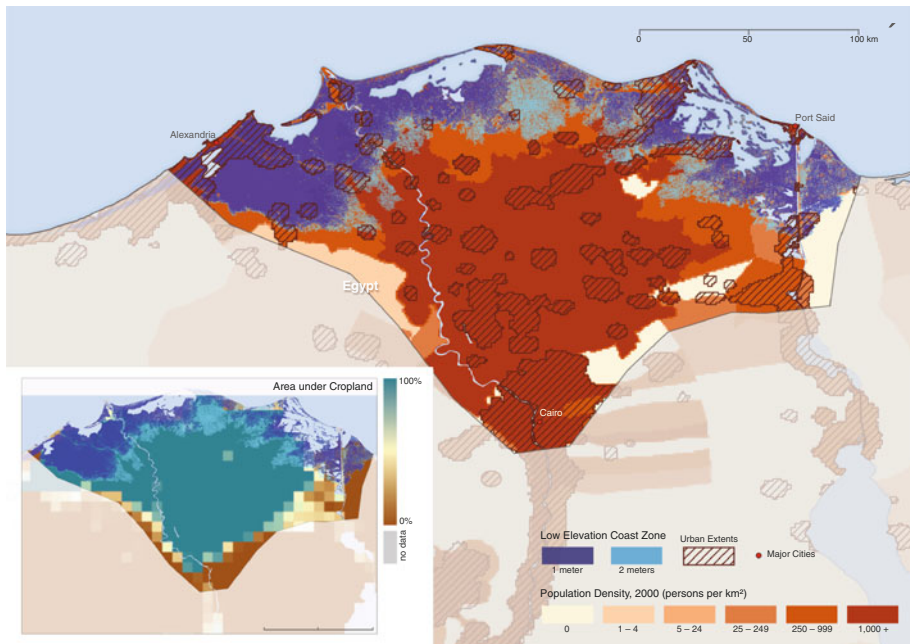 0 50 100 km
Alexandria
Port Said
Egypt
Cairo
Area under Cropland
100%
0%
no data
Low Elevation Coast Zone
1 meter
2 meters
Urban Extents
Major Cities
Population Density, 2000 (persons per km²)
0 1 – 4 5 – 24 25 – 249 250 – 999 1,000 +